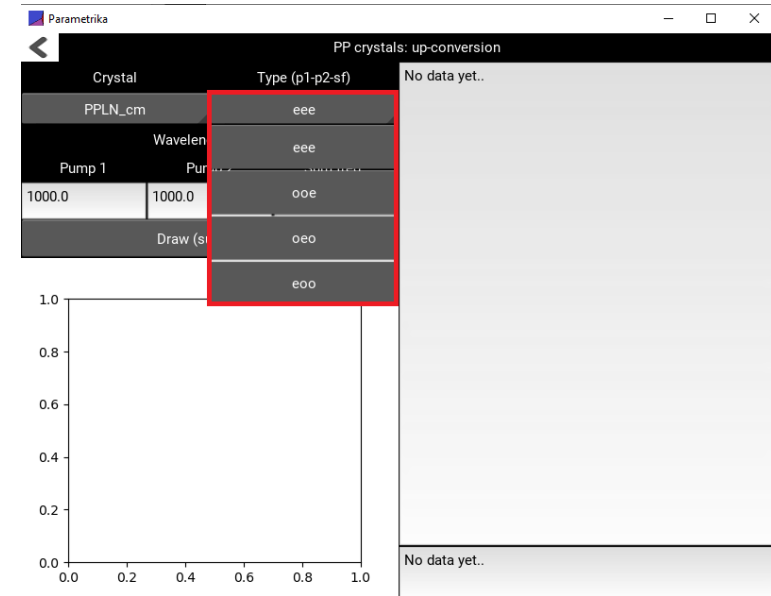 Parametrika
PP crystals: up-conversion
Crystal
Type (p1-p2-sf)
PPLN_cm
eee
eee
ooe
oeo
eoo
Pump 1
1000.0
1000.0
Draw
No data yet..
1.0
0.8
0.6
0.4
0.2
0.0
0.0 0.2 0.4 0.6 0.8 1.0
No data yet..